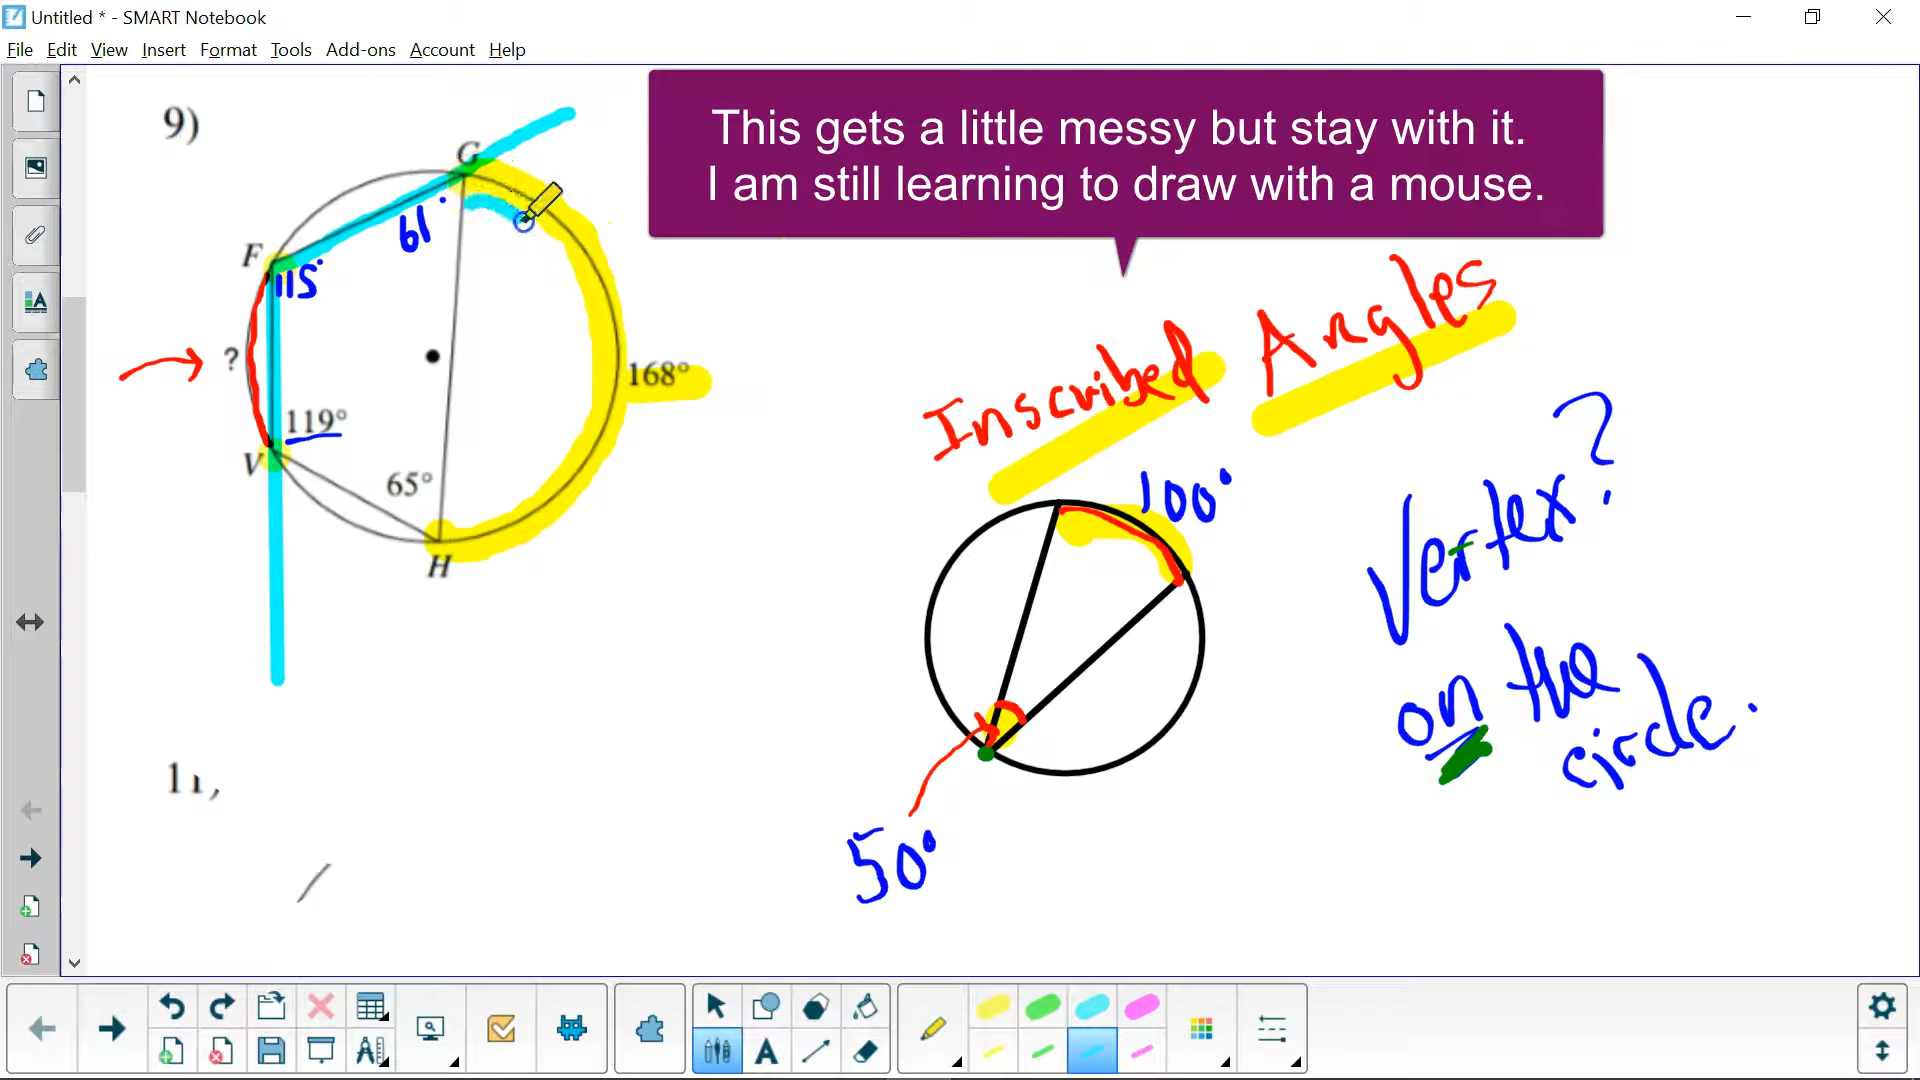 Untitled * - SMART Notebook
File Edit View Insert Format Tools Add-ons Account Help
This gets a little messy but stay with it.
I am still learning to draw with a mouse.
9)
G
61°
F
115°
?
168°
119°
V
65°
H
Inscribed Angles
100°
Vertex?
on the
circle.
50°
11,
A